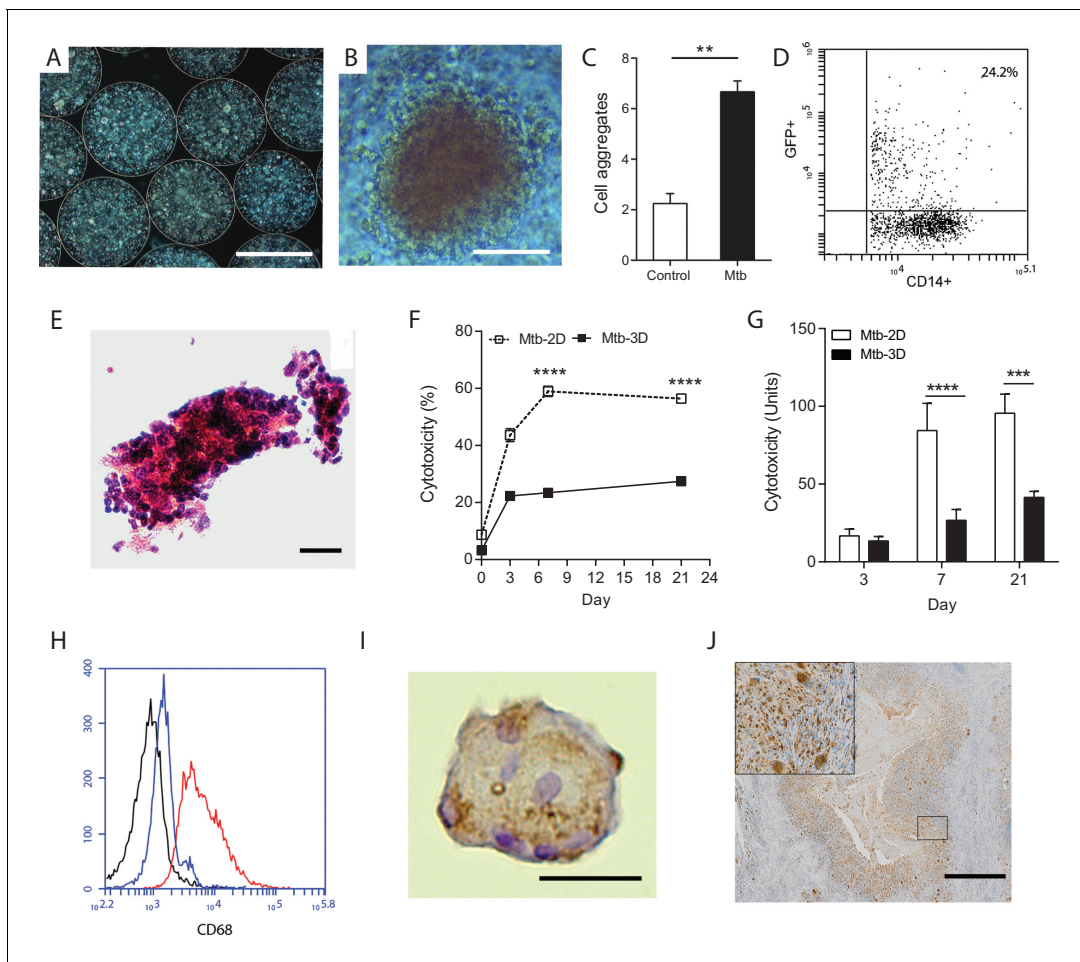 A
B
C
**
8
6
4
2
0
Cell aggregates
Control
Mtb
D
24.2%
10^6
10^5
10^4
GFP+
10^4
10^5.1
CD14+
E
F
Mtb-2D
Mtb-3D
80
60
40
20
0
Cytotoxicity (%)
****
****
0 3 6 9 12 15 18 21 24
Day
G
Mtb-2D
Mtb-3D
150
100
50
0
Cytotoxicity (Units)
****
***
3 7 21
Day
H
400
300
200
100
0
10^2.2 10^3 10^4 10^5 10^5.8
CD68
I
J